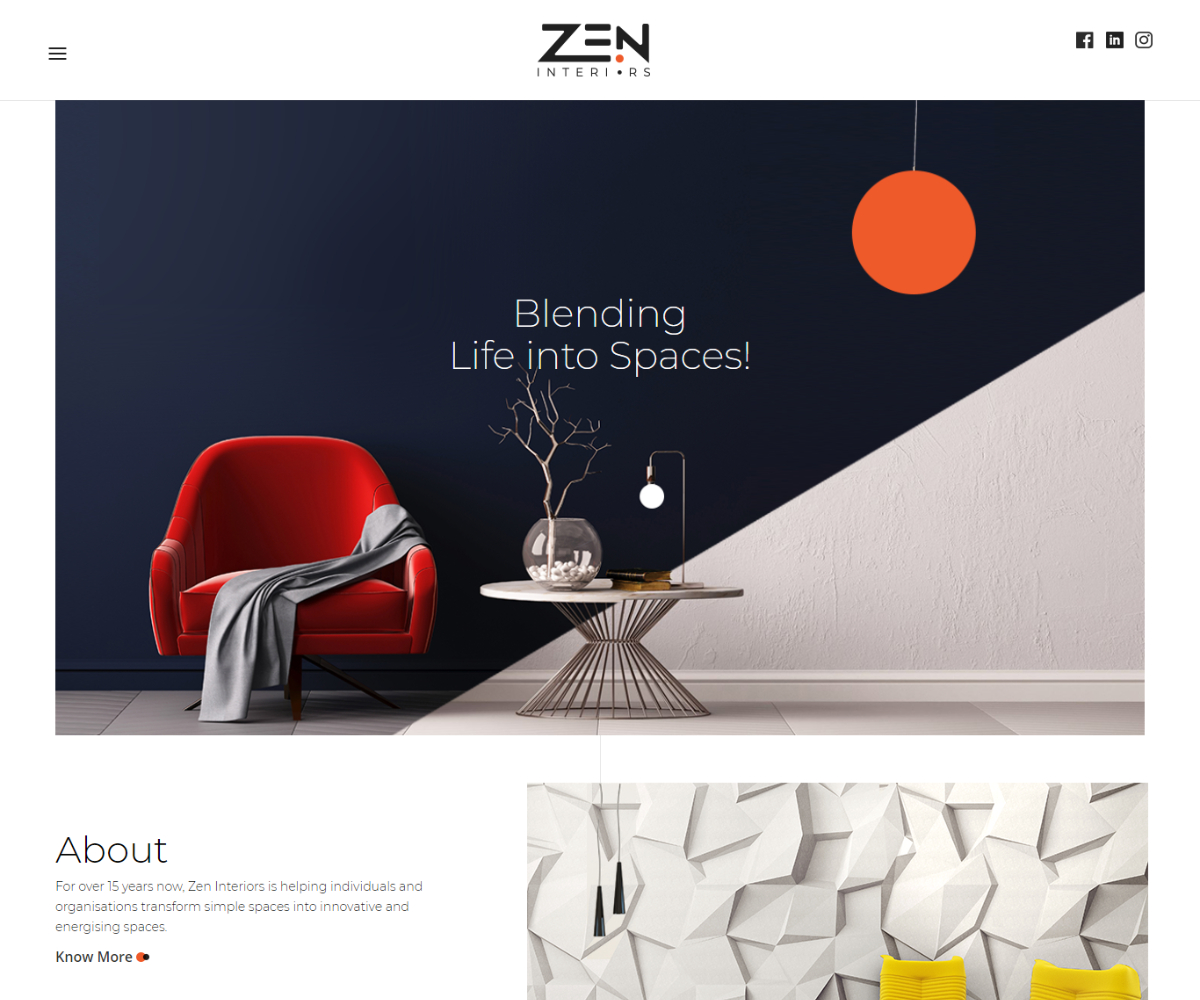 ZEN
INTERIORS
Blending
Life into Spaces!
About
For over 15 years now, Zen Interiors is helping individuals and
organisations transform simple spaces into innovative and
energising spaces.
Know More